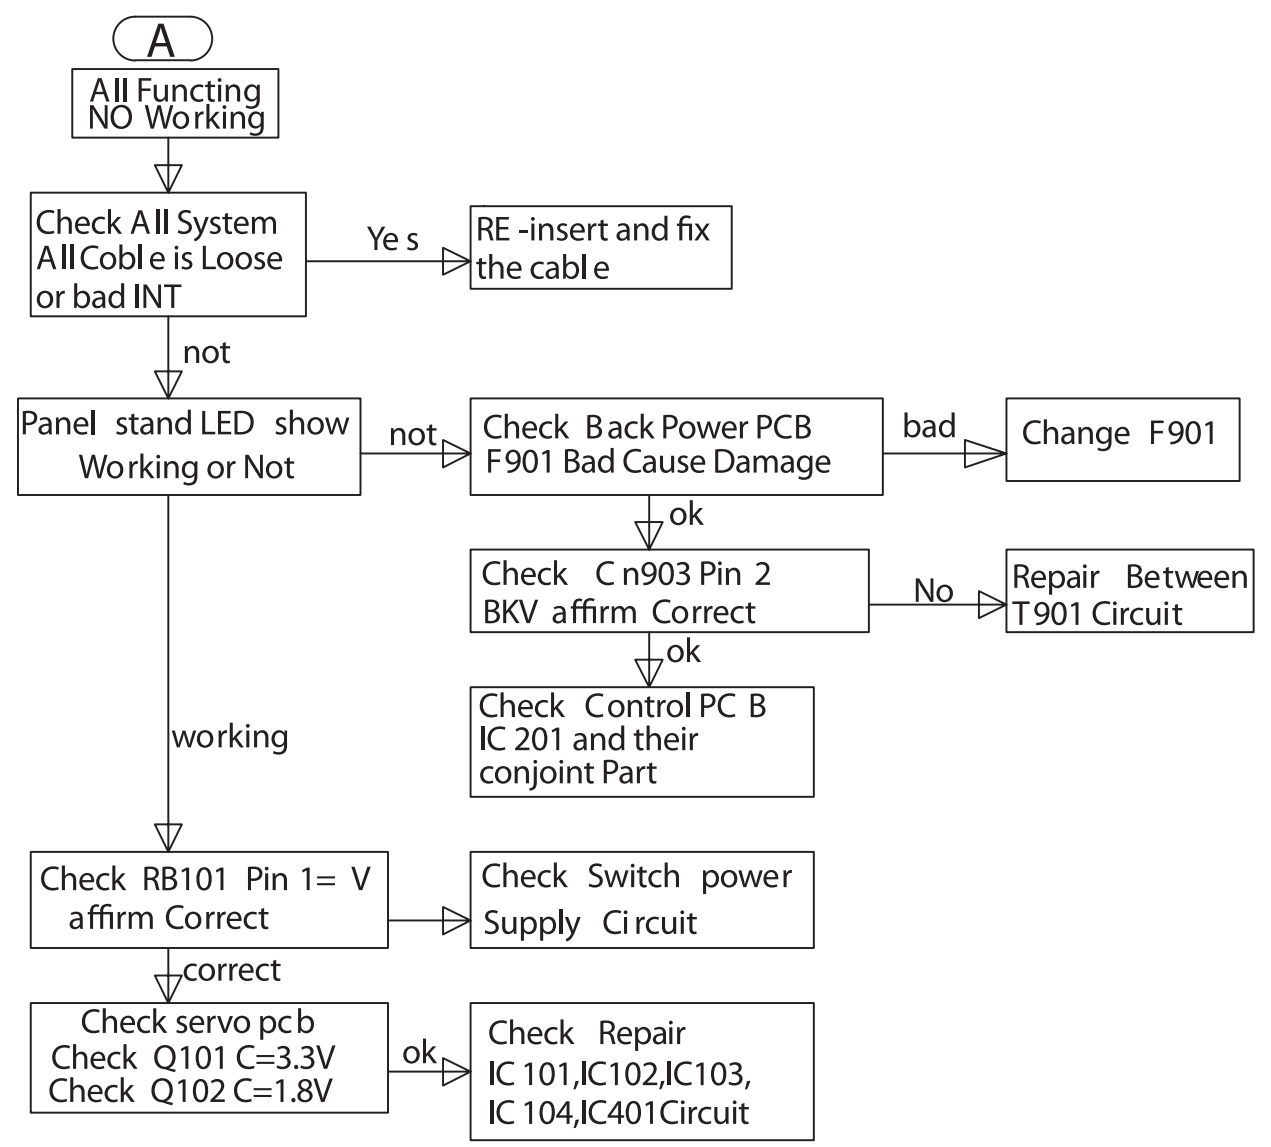 A
All Functing
NO Working
Check All System
All Coble is Loose
or bad INT
Yes
RE -insert and fix
the cable
not
Panel stand LED show
Working or Not
not
Check Back Power PCB
F901 Bad Cause Damage
bad
Change F901
ok
Check Cn903 Pin 2
BKV affirm Correct
No
Repair Between
T901 Circuit
ok
Check Control PCB
IC 201 and their
conjoint Part
working
Check RB101 Pin 1= V
affirm Correct
Check Switch power
Supply Circuit
correct
Check servo pcb
Check Q101 C=3.3V
Check Q102 C=1.8V
ok
Check Repair
IC 101,IC102,IC103,
IC 104,IC401Circuit